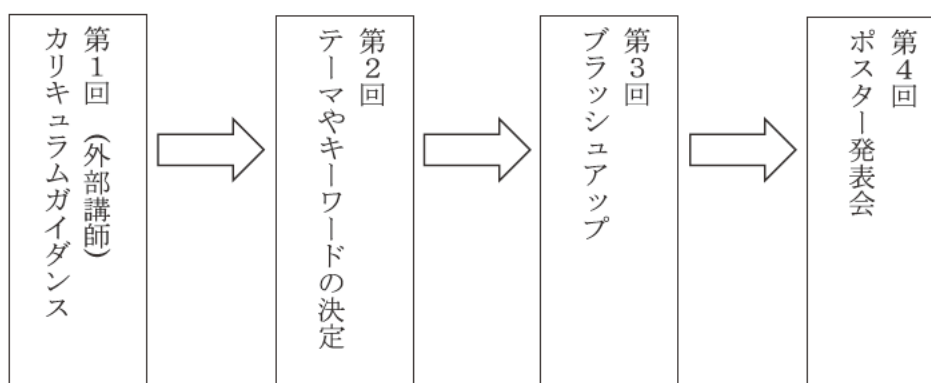 第１回　（外部講師）
カリキュラムガイダンス
第２回
テーマやキーワードの決定
第３回
ブラッシュアップ
第４回
ポスター発表会